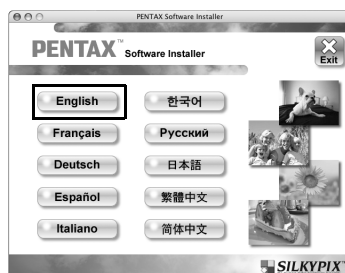 PENTAX Software Installer
PENTAX™ Software Installer
Exit
English
한국어
Français
Русский
Deutsch
日本語
Español
繁體中文
Italiano
简体中文
SILKYPIX